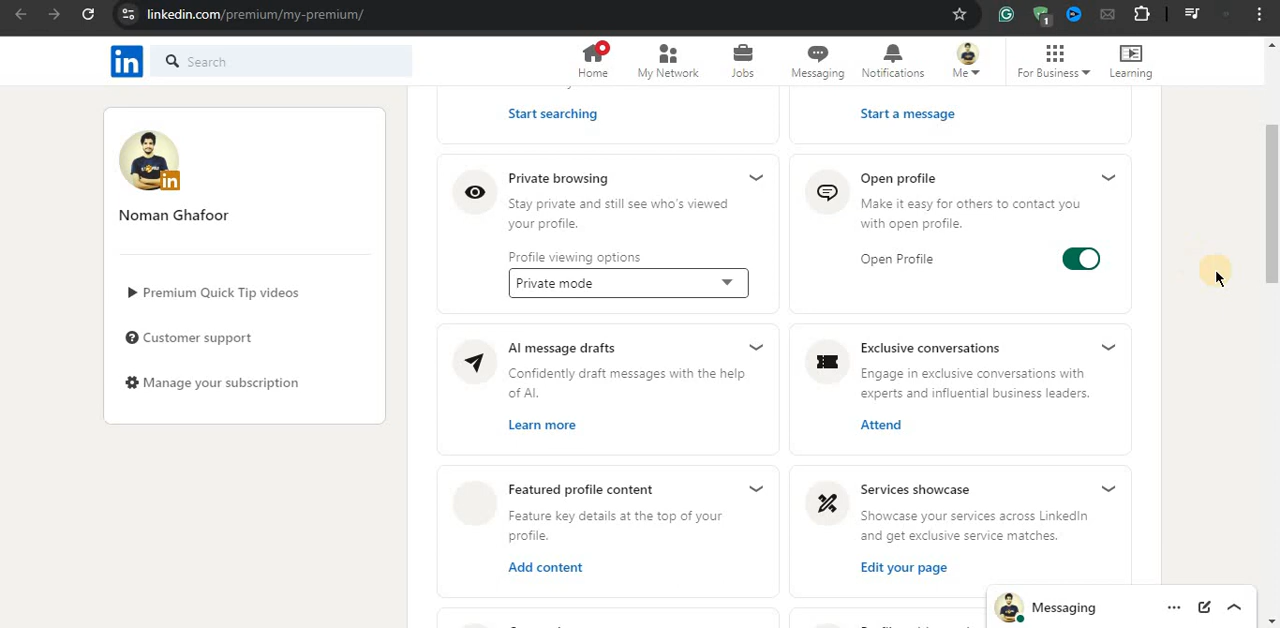 linkedin.com/premium/my-premium/
1
in
Search
Home
My Network
Jobs
Messaging
Notifications
Me
For Business
Learning
Start searching
Start a message
in
Noman Ghafoor
Premium Quick Tip videos
Customer support
Manage your subscription
Private browsing
Stay private and still see who's viewed
your profile.
Profile viewing options
Private mode
Open profile
Make it easy for others to contact you
with open profile.
Open Profile
AI message drafts
Confidently draft messages with the help
of AI.
Learn more
Exclusive conversations
Engage in exclusive conversations with
experts and influential business leaders.
Attend
Featured profile content
Feature key details at the top of your
profile.
Add content
Services showcase
Showcase your services across LinkedIn
and get exclusive service matches.
Edit your page
Messaging